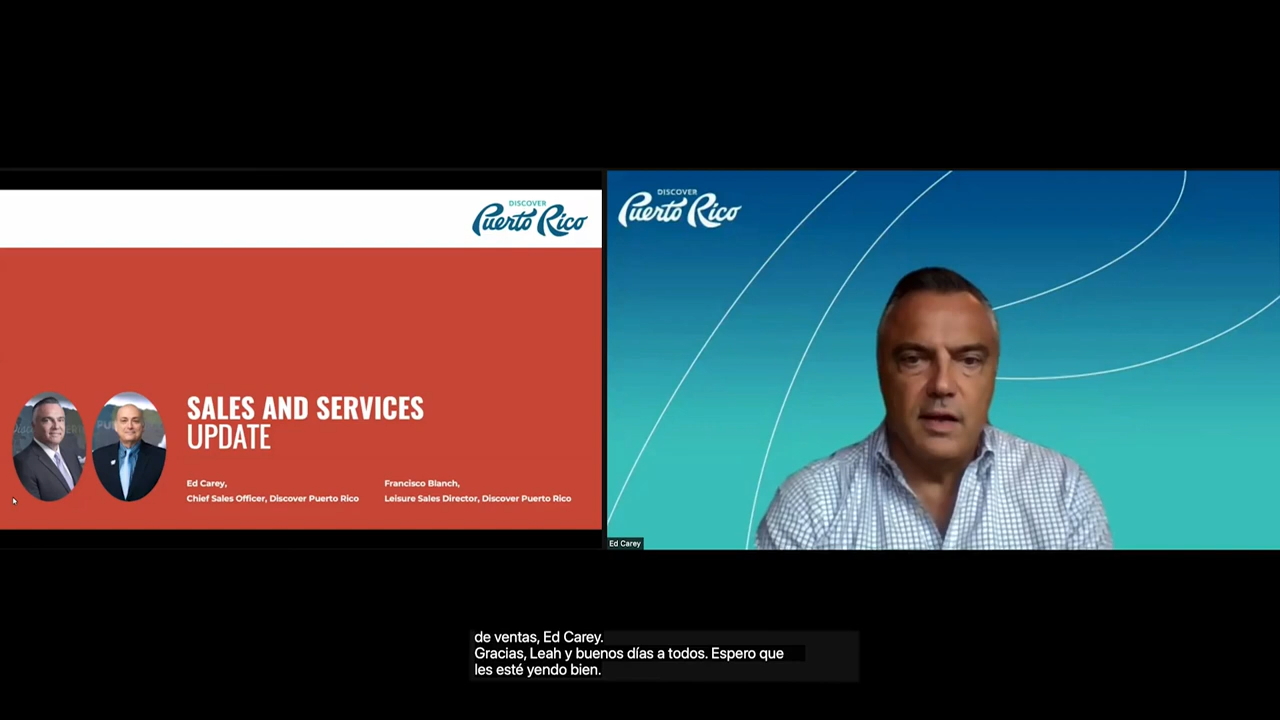 DISCOVER
Puerto Rico
SALES AND SERVICES
UPDATE
Ed Carey,
Chief Sales Officer, Discover Puerto Rico
Francisco Blanch,
Leisure Sales Director, Discover Puerto Rico
DISCOVER
Puerto Rico
Ed Carey
de ventas, Ed Carey.
Gracias, Leah y buenos días a todos. Espero que
les esté yendo bien.